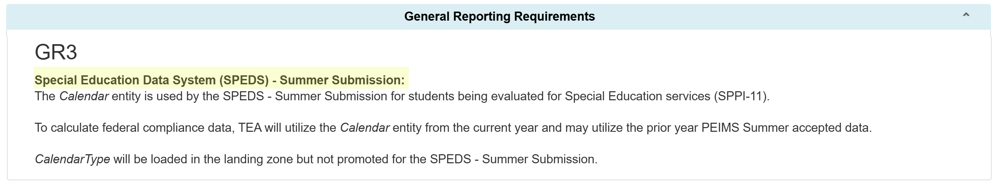 General Reporting Requirements
GR3
Special Education Data System (SPEDS) - Summer Submission:
The Calendar entity is used by the SPEDS - Summer Submission for students being evaluated for Special Education services (SPPI-11).
To calculate federal compliance data, TEA will utilize the Calendar entity from the current year and may utilize the prior year PEIMS Summer accepted data.
CalendarType will be loaded in the landing zone but not promoted for the SPEDS - Summer Submission.